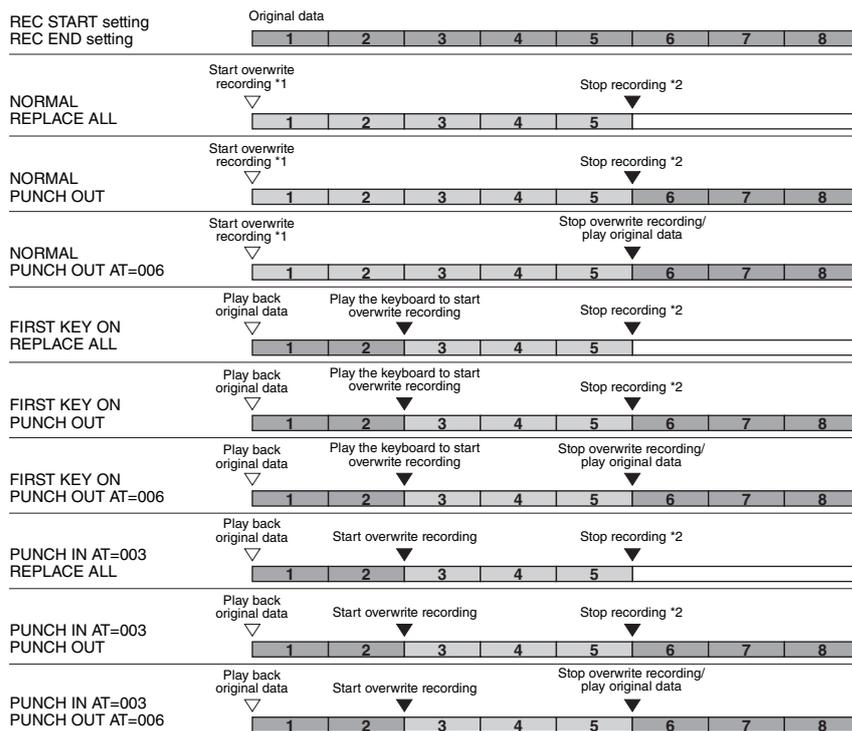 REC START setting
REC END setting
Original data
1 2 3 4 5 6 7 8
NORMAL
REPLACE ALL
Start overwrite
recording *1
Stop recording *2
1 2 3 4 5
NORMAL
PUNCH OUT
Start overwrite
recording *1
Stop recording *2
1 2 3 4 5 6 7 8
NORMAL
PUNCH OUT AT=006
Start overwrite
recording *1
Stop overwrite recording/
play original data
1 2 3 4 5 6 7 8
FIRST KEY ON
REPLACE ALL
Play back
original data
Play the keyboard to start
overwrite recording
Stop recording *2
1 2 3 4 5
FIRST KEY ON
PUNCH OUT
Play back
original data
Play the keyboard to start
overwrite recording
Stop recording *2
1 2 3 4 5 6 7 8
FIRST KEY ON
PUNCH OUT AT=006
Play back
original data
Play the keyboard to start
overwrite recording
Stop overwrite recording/
play original data
1 2 3 4 5 6 7 8
PUNCH IN AT=003
REPLACE ALL
Play back
original data
Start overwrite recording
Stop recording *2
1 2 3 4 5
PUNCH IN AT=003
PUNCH OUT
Play back
original data
Start overwrite recording
Stop recording *2
1 2 3 4 5 6 7 8
PUNCH IN AT=003
PUNCH OUT AT=006
Play back
original data
Start overwrite recording
Stop overwrite recording/
play original data
1 2 3 4 5 6 7 8